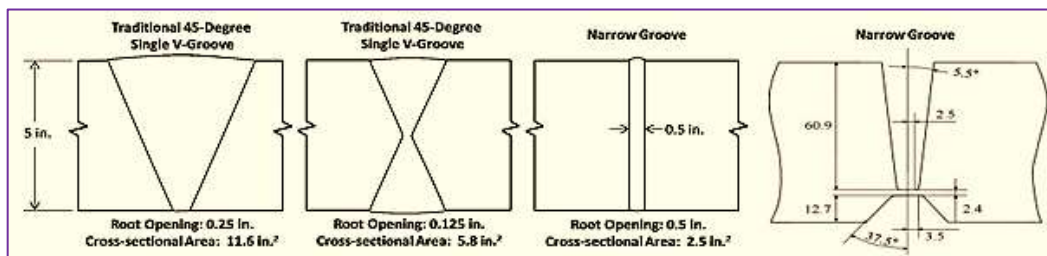 Traditional 45-Degree
Single V-Groove
5 in.
Root Opening: 0.25 in.
Cross-sectional Area: 11.6 in.²
Traditional 45-Degree
Single V-Groove
Root Opening: 0.125 in.
Cross-sectional Area: 5.8 in.²
Narrow Groove
0.5 in.
Root Opening: 0.5 in.
Cross-sectional Area: 2.5 in.²
Narrow Groove
5.5°
2.5
60.9
12.7
2.4
3.5
37.5°